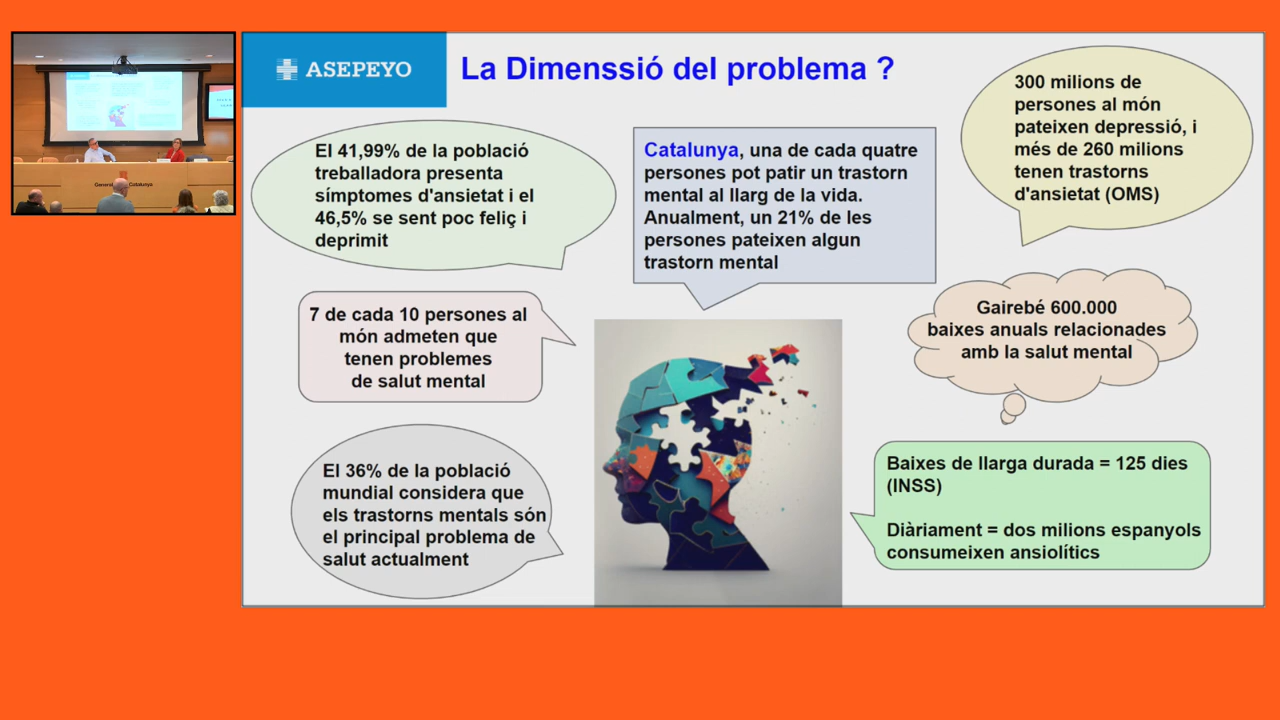 ASEPEYO
La Dimenssió del problema ?
El 41,99% de la població
treballadora presenta
símptomes d'ansietat i el
46,5% se sent poc feliç i
deprimit
Catalunya, una de cada quatre
persones pot patir un trastorn
mental al llarg de la vida.
Anualment, un 21% de les
persones pateixen algun
trastorn mental
300 milions de
persones al món
pateixen depressió, i
més de 260 milions
tenen trastorns
d'ansietat (OMS)
7 de cada 10 persones al
món admeten que
tenen problemes
de salut mental
Gairebé 600.000
baixes anuals relacionades
amb la salut mental
El 36% de la població
mundial considera que
els trastorns mentals són
el principal problema de
salut actualment
Baixes de llarga durada = 125 dies
(INSS)
Diàriament = dos milions espanyols
consumeixen ansiolítics